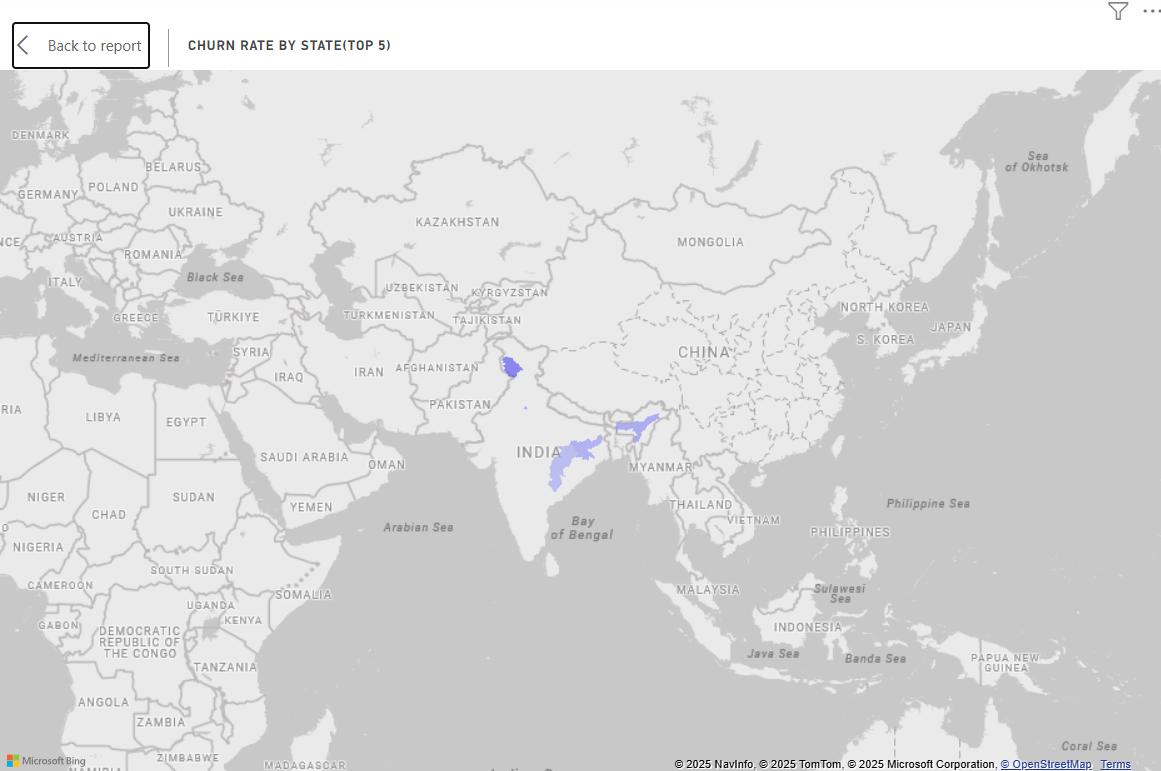 Back to report
CHURN RATE BY STATE(TOP 5)
DENMARK
Sea
of Okhotsk
BELARUS
POLAND
GERMANY
UKRAINE
KAZAKHSTAN
NCE
AUSTRIA
MONGOLIA
ROMANIA
Black Sea
ITALY
UZBEKISTAN
KYRGYZSTAN
NORTH KOREA
GREECE
TÜRKIYE
TURKMENISTAN
TAJIKISTAN
JAPAN
S. KOREA
Mediterranean Sea
SYRIA
CHINA
IRAN
AFGHANISTAN
IRAQ
RIA
LIBYA
EGYPT
PAKISTAN
INDIA
SAUDI ARABIA
OMAN
MYANMAR
NIGER
SUDAN
CHAD
YEMEN
THAILAND
Philippine Sea
Arabian Sea
Bay
of Bengal
VIETNAM
PHILIPPINES
NIGERIA
SOUTH SUDAN
CAMEROON
SOMALIA
MALAYSIA
Sulawesi
Sea
UGANDA
KENYA
GABON
DEMOCRATIC
REPUBLIC OF
THE CONGO
INDONESIA
Java Sea
Banda Sea
PAPUA NEW
GUINEA
TANZANIA
ANGOLA
ZAMBIA
Coral Sea
ZIMBABWE
MADAGASCAR
Microsoft Bing
© 2025 NavInfo, © 2025 TomTom, © 2025 Microsoft Corporation, © OpenStreetMap Terms